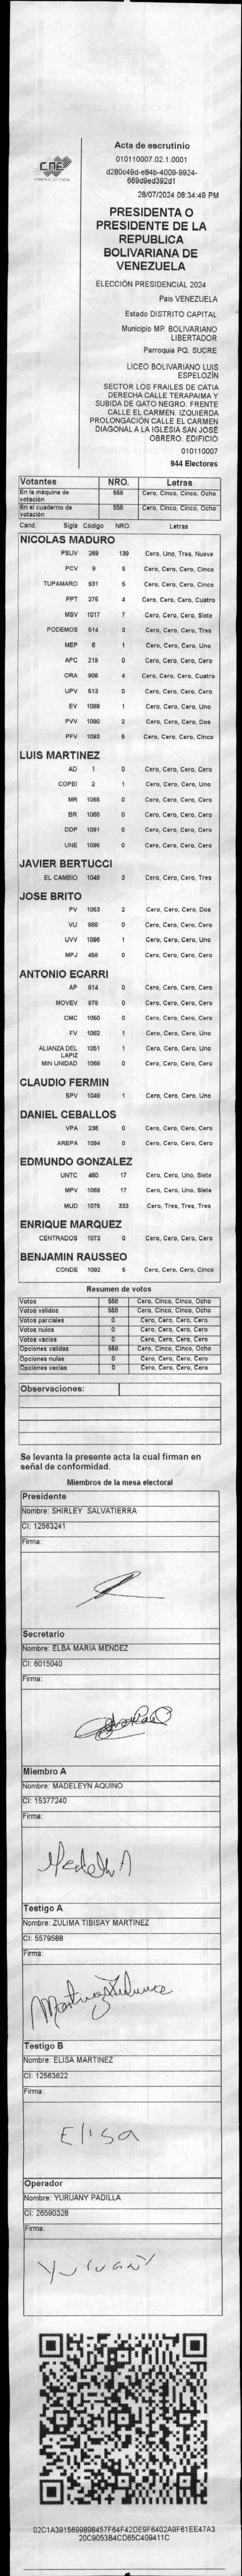 CNE
Acta de escrutinio
010110007.02.1.0001
d280c49d-e84b-4009-9924-
669d9ed392d1
28/07/2024 08:34:49 PM
PRESIDENTA O
PRESIDENTE DE LA
REPUBLICA
BOLIVARIANA DE
VENEZUELA
ELECCIÓN PRESIDENCIAL 2024
País VENEZUELA
Estado DISTRITO CAPITAL
Municipio MP. BOLIVARIANO
LIBERTADOR
Parroquia PQ. SUCRE
LICEO BOLIVARIANO LUIS
ESPELOZÍN
SECTOR LOS FRAILES DE CATIA
DERECHA CALLE TERAPAIMA Y
SUBIDA DE GATO NEGRO. FRENTE
CALLE EL CARMEN. IZQUIERDA
PROLONGACIÓN CALLE EL CARMEN
DIAGONAL A LA IGLESIA SAN JOSÉ
OBRERO. EDIFICIO
010110007
944 Electores
Votantes NRO. Letras
En la máquina de votación 558 Cero, Cinco, Cinco, Ocho
En el cuaderno de votación 558 Cero, Cinco, Cinco, Ocho
Cand. Sigla Código NRO. Letras
NICOLAS MADURO
PSUV 269 139 Cero, Uno, Tres, Nueve
PCV 9 5 Cero, Cero, Cero, Cinco
TUPAMARO 931 5 Cero, Cero, Cero, Cinco
PPT 276 4 Cero, Cero, Cero, Cuatro
MSV 1017 7 Cero, Cero, Cero, Siete
PODEMOS 514 3 Cero, Cero, Cero, Tres
MEP 6 1 Cero, Cero, Cero, Uno
APC 219 0 Cero, Cero, Cero, Cero
ORA 906 4 Cero, Cero, Cero, Cuatro
UPV 513 0 Cero, Cero, Cero, Cero
EV 1089 1 Cero, Cero, Cero, Uno
PVV 1090 2 Cero, Cero, Cero, Dos
PFV 1093 5 Cero, Cero, Cero, Cinco
LUIS MARTINEZ
AD 1 0 Cero, Cero, Cero, Cero
COPEI 2 1 Cero, Cero, Cero, Uno
MR 1065 0 Cero, Cero, Cero, Cero
BR 1066 0 Cero, Cero, Cero, Cero
DDP 1091 0 Cero, Cero, Cero, Cero
UNE 1095 0 Cero, Cero, Cero, Cero
JAVIER BERTUCCI
EL CAMBIO 1048 3 Cero, Cero, Cero, Tres
JOSE BRITO
PV 1053 2 Cero, Cero, Cero, Dos
VU 868 0 Cero, Cero, Cero, Cero
UVV 1096 1 Cero, Cero, Cero, Uno
MPJ 456 0 Cero, Cero, Cero, Cero
ANTONIO ECARRI
AP 814 0 Cero, Cero, Cero, Cero
MOVEV 879 0 Cero, Cero, Cero, Cero
CMC 1050 0 Cero, Cero, Cero, Cero
FV 1062 1 Cero, Cero, Cero, Uno
ALIANZA DEL LAPIZ 1051 1 Cero, Cero, Cero, Uno
MIN UNIDAD 1068 0 Cero, Cero, Cero, Cero
CLAUDIO FERMIN
SPV 1049 1 Cero, Cero, Cero, Uno
DANIEL CEBALLOS
VPA 236 0 Cero, Cero, Cero, Cero
AREPA 1094 0 Cero, Cero, Cero, Cero
EDMUNDO GONZALEZ
UNTC 460 17 Cero, Cero, Uno, Siete
MPV 1069 17 Cero, Cero, Uno, Siete
MUD 1075 333 Cero, Tres, Tres, Tres
ENRIQUE MARQUEZ
CENTRADOS 1073 0 Cero, Cero, Cero, Cero
BENJAMIN RAUSSEO
CONDE 1092 5 Cero, Cero, Cero, Cinco
Resumen de votos
Votos 558 Cero, Cinco, Cinco, Ocho
Votos validos 558 Cero, Cinco, Cinco, Ocho
Votos parciales 0 Cero, Cero, Cero, Cero
Votos nulos 0 Cero, Cero, Cero, Cero
Votos vacios 0 Cero, Cero, Cero, Cero
Opciones validas 558 Cero, Cinco, Cinco, Ocho
Opciones nulas 0 Cero, Cero, Cero, Cero
Opciones vacias 0 Cero, Cero, Cero, Cero
Observaciones:
Se levanta la presente acta la cual firman en
señal de conformidad.
Miembros de la mesa electoral
Presidente
Nombre: SHIRLEY SALVATIERRA
CI: 12563241
Firma:
Secretario
Nombre: ELBA MARIA MENDEZ
CI: 6015040
Firma:
Miembro A
Nombre: MADELEYN AQUINO
CI: 15377240
Firma:
Testigo A
Nombre: ZULIMA TIBISAY MARTINEZ
CI: 5579588
Firma:
Testigo B
Nombre: ELISA MARTINEZ
CI: 12563622
Firma:
Elisa
Operador
Nombre: YURUANY PADILLA
CI: 26590328
Firma:
Yuruany
02C1A3915699898457F64F42DE9F6402A9F61EE47A3
20C9053B4CD65C409411C